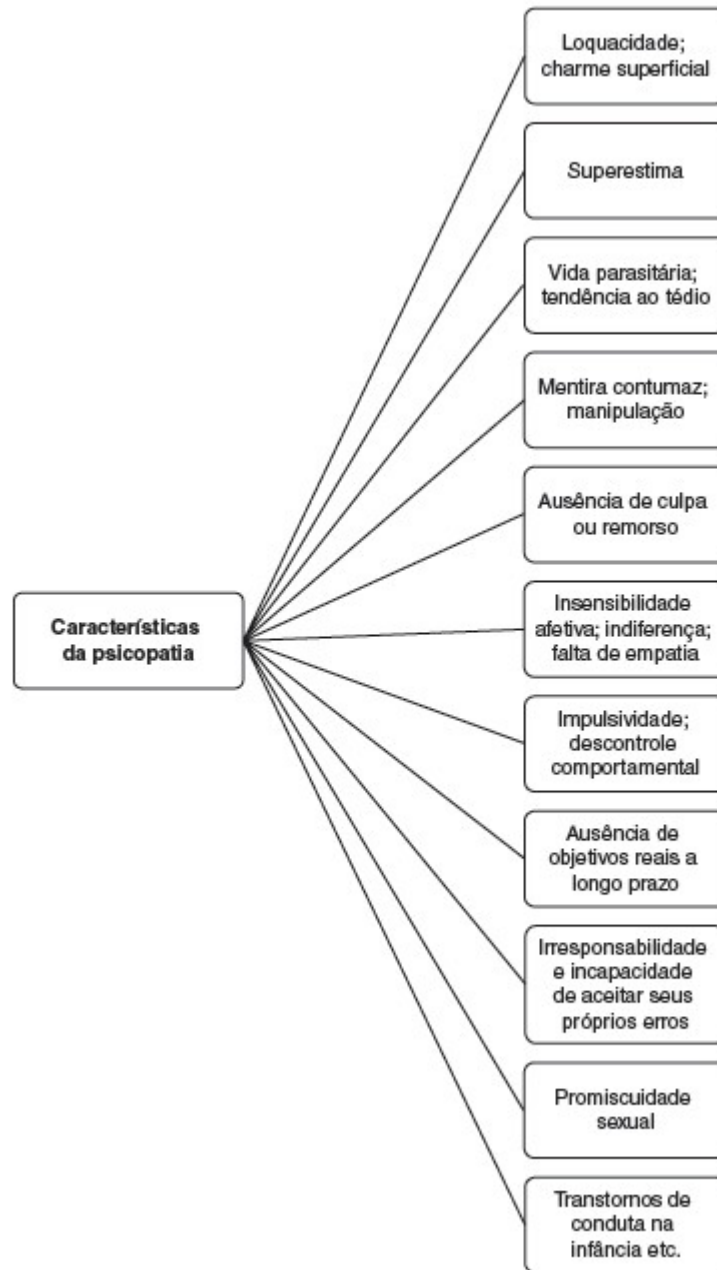 Loquacidade;
charme superficial
Superestima
Vida parasitária;
tendência ao tédio
Mentira contumaz;
manipulação
Ausência de culpa
ou remorso
Características
da psicopatia
Insensibilidade
afetiva; indiferença;
falta de empatia
Impulsividade;
descontrole
comportamental
Ausência de
objetivos reais a
longo prazo
Irresponsabilidade
e incapacidade
de aceitar seus
próprios erros
Promiscuidade
sexual
Transtornos de
conduta na
infância etc.